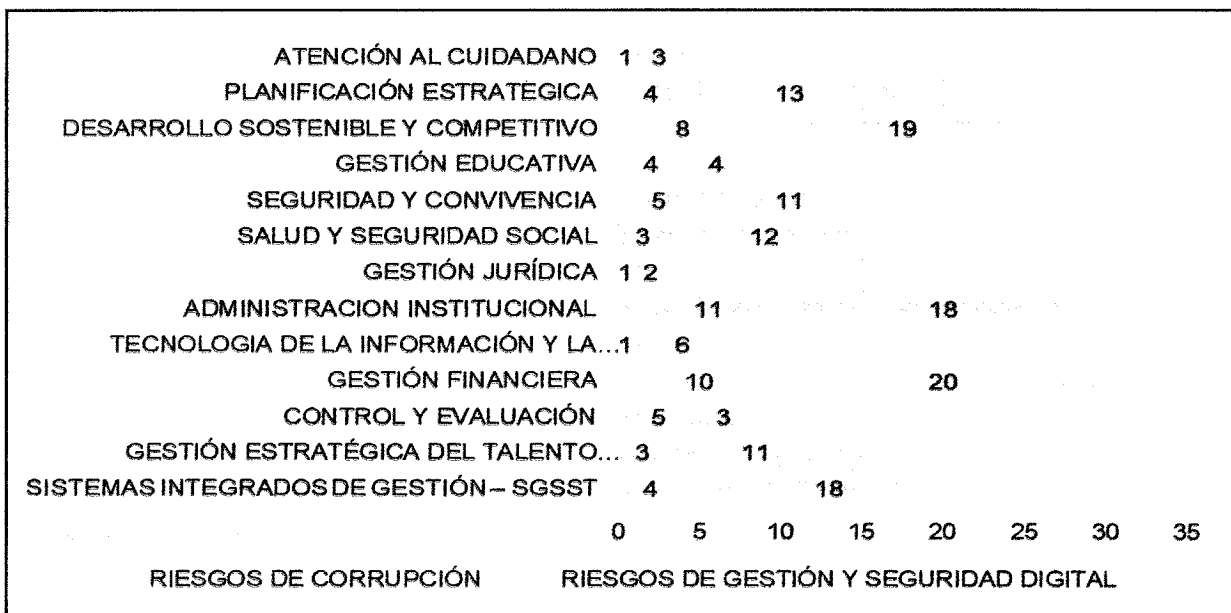 ATENCIÓN AL CUIDADANO 1 3
PLANIFICACIÓN ESTRATEGICA 4 13
DESARROLLO SOSTENIBLE Y COMPETITIVO 8 19
GESTIÓN EDUCATIVA 4 4
SEGURIDAD Y CONVIVENCIA 5 11
SALUD Y SEGURIDAD SOCIAL 3 12
GESTIÓN JURÍDICA 1 2
ADMINISTRACION INSTITUCIONAL 11 18
TECNOLOGIA DE LA INFORMACIÓN Y LA... 1 6
GESTIÓN FINANCIERA 10 20
CONTROL Y EVALUACIÓN 5 3
GESTIÓN ESTRATÉGICA DEL TALENTO... 3 11
SISTEMAS INTEGRADOS DE GESTIÓN – SGSST 4 18
0 5 10 15 20 25 30 35
RIESGOS DE CORRUPCIÓN RIESGOS DE GESTIÓN Y SEGURIDAD DIGITAL